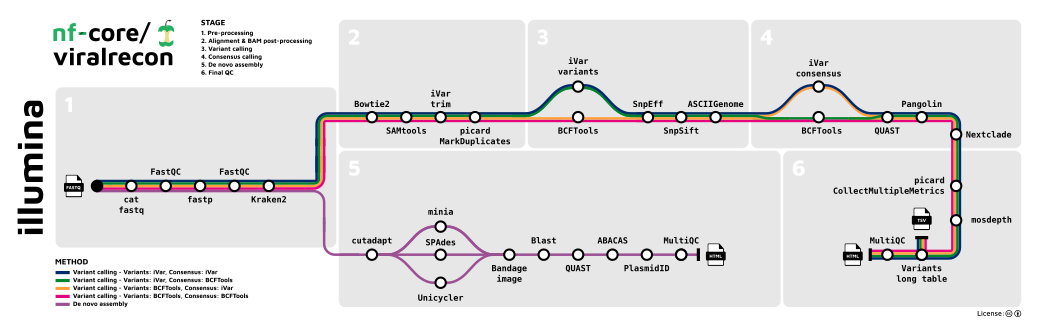 nf-core/
viralrecon
STAGE
1. Pre-processing
2. Alignment & BAM post-processing
3. Variant calling
4. Consensus calling
5. De novo assembly
6. Final QC
illumina
1
FASTQ
cat
fastq
FastQC
fastp
FastQC
Kraken2
2
Bowtie2
SAMtools
iVar
trim
picard
MarkDuplicates
3
iVar
variants
BCFTools
SnpEff
SnpSift
ASCIIGenome
4
iVar
consensus
BCFTools
QUAST
Pangolin
Nextclade
5
cutadapt
minia
SPAdes
Unicycler
Bandage
image
Blast
QUAST
ABACAS
PlasmidID
MultiQC
HTML
6
picard
CollectMultipleMetrics
mosdepth
TSV
Variants
long table
MultiQC
HTML
METHOD
Variant calling - Variants: iVar, Consensus: iVar
Variant calling - Variants: iVar, Consensus: BCFTools
Variant calling - Variants: BCFTools, Consensus: iVar
Variant calling - Variants: BCFTools, Consensus: BCFTools
De novo assembly
License: